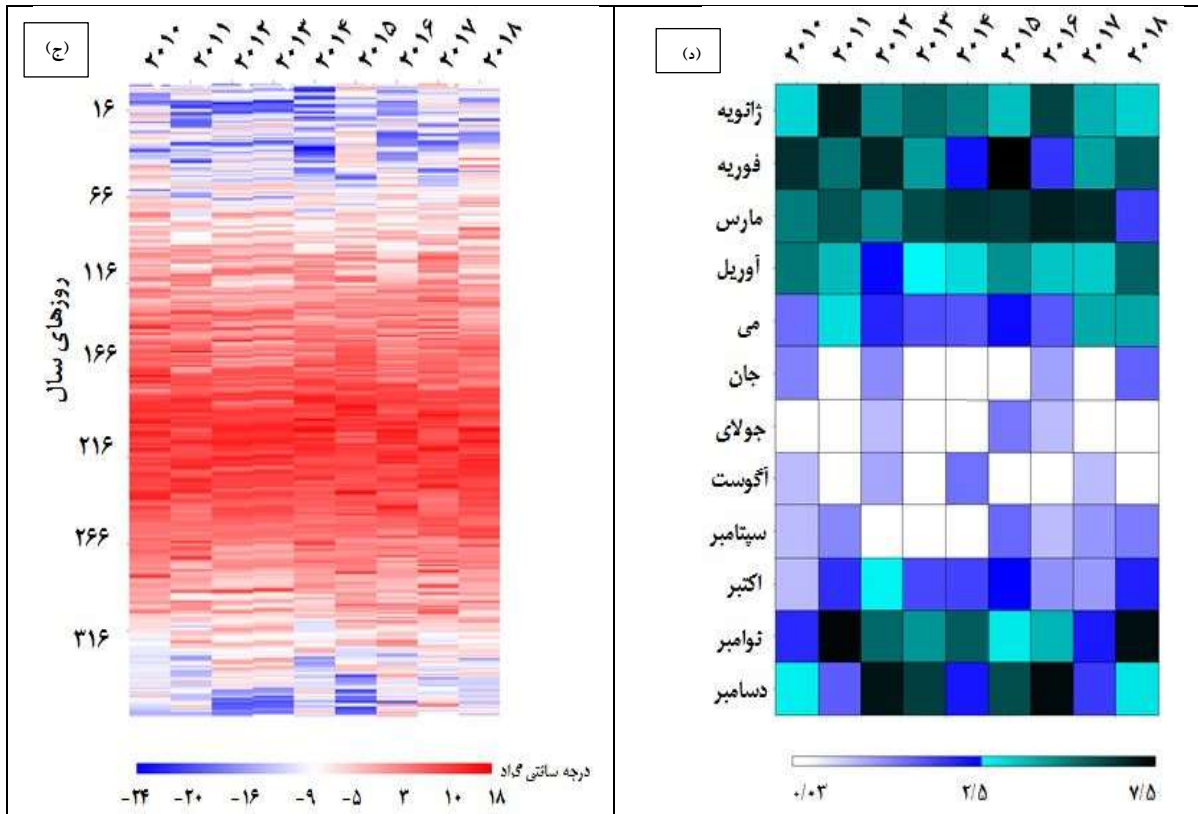 (ج)
۲۰۱۰ ۲۰۱۱ ۲۰۱۲ ۲۰۱۳ ۲۰۱۴ ۲۰۱۵ ۲۰۱۶ ۲۰۱۷ ۲۰۱۸
۱۶
۶۶
۱۱۶
۱۶۶
۲۱۶
۲۶۶
۳۱۶
روزهای سال
درجه سانتی گراد
-۲۴ -۲۰ -۱۶ -۹ -۵ ۳ ۱۰ ۱۸
(د)
۲۰۱۰ ۲۰۱۱ ۲۰۱۲ ۲۰۱۳ ۲۰۱۴ ۲۰۱۵ ۲۰۱۶ ۲۰۱۷ ۲۰۱۸
ژانویه
فوریه
مارس
آوریل
می
جان
جولای
آگوست
سپتامبر
اکتبر
نوامبر
دسامبر
۰/۰۳ ۲/۵ ۷/۵